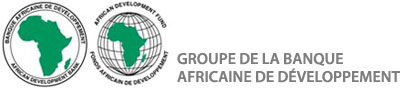 BANQUE AFRICAINE DE DÉVELOPPEMENT
AFRICAN DEVELOPMENT BANK
AFRICAN DEVELOPMENT FUND
FONDS AFRICAIN DE DÉVELOPPEMENT
GROUPE DE LA BANQUE
AFRICAINE DE DÉVELOPPEMENT